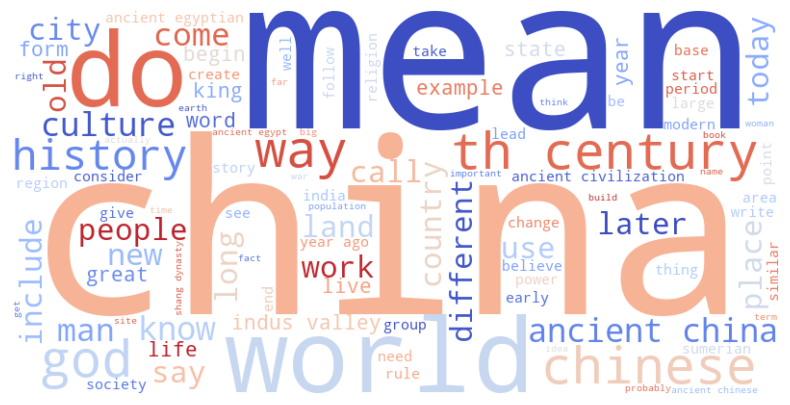 ancient egyptian
city
come
do
mean
take
well
follow
religion
state
base
year
today
form
begin
right
old
create
king
far
example
start
period
large
be
think
earth
culture
word
lead
modern
woman
ancient egypt
big
actually
history
way
th century
book
name
point
region
consider
story
war
call
important
ancient civilization
china
give
time
see
india
population
country
different
build
area
write
people
land
change
later
include
new
long
year ago
use
place
great
shang dynasty
fact
work
believe
power
thing
similar
live
early
end
get
site
man
know
indus valley
group
ancient china
term
god
life
say
world
need
rule
idea
sumerian
chinese
society
probably
ancient chinese